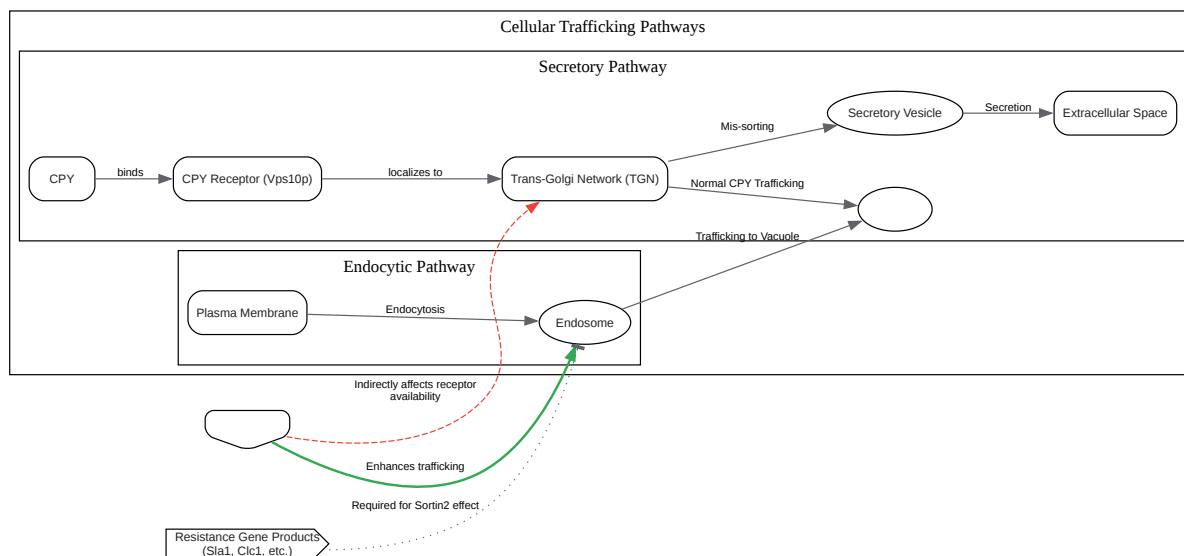 Cellular Trafficking Pathways
Secretory Pathway
Secretory Vesicle
Secretion
Extracellular Space
Mis-sorting
CPY
binds
CPY Receptor (Vps10p)
localizes to
Trans-Golgi Network (TGN)
Normal CPY Trafficking
Trafficking to Vacuole
Endocytic Pathway
Plasma Membrane
Endocytosis
Endosome
Indirectly affects receptor
availability
Enhances trafficking
Required for Sortin2 effect
Resistance Gene Products
(Sla1, Clc1, etc.)